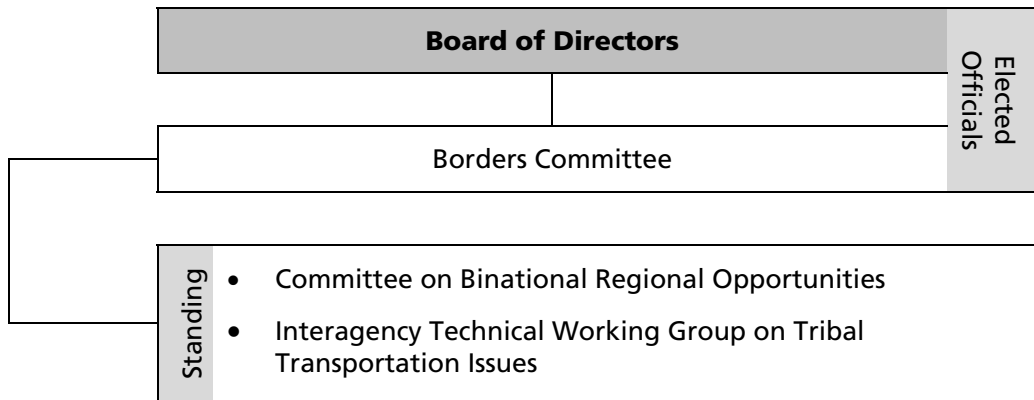 Board of Directors
Elected
Officials
Borders Committee
Standing
• Committee on Binational Regional Opportunities
• Interagency Technical Working Group on Tribal
Transportation Issues